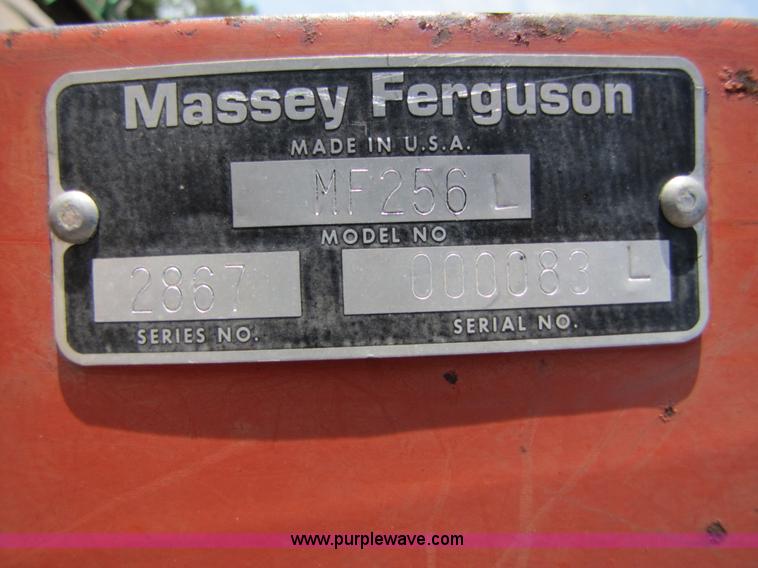 Massey Ferguson
MADE IN U.S.A.
MF256 L
MODEL NO
2867 000083 L
SERIES NO. SERIAL NO.
www.purplewave.com